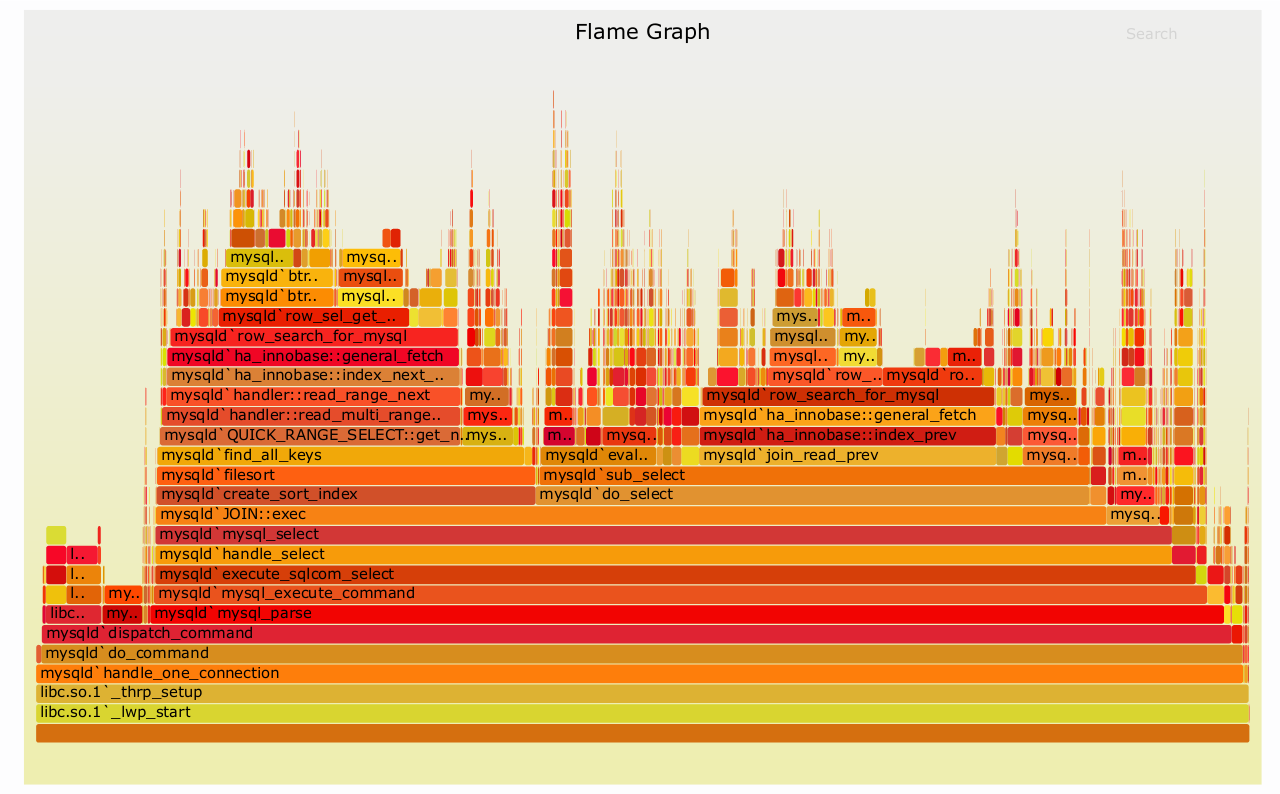 Flame Graph
Search
mysql.. mysq..
mysqld`btr.. mysql..
mysqld`btr.. mysql..
mysqld`row_sel_get_.. mys.. m..
mysqld`row_search_for_mysql mysql.. my..
mysqld`ha_innobase::general_fetch mysql.. my.. m..
mysqld`ha_innobase::index_next_.. mysqld`row_.. mysqld`ro..
mysqld`handler::read_range_next my.. mysqld`row_search_for_mysql mys..
mysqld`handler::read_multi_range.. mys.. m.. mysqld`ha_innobase::general_fetch mysq..
mysqld`QUICK_RANGE_SELECT::get_n.. mys.. m.. mysq.. mysqld`ha_innobase::index_prev mysq..
mysqld`find_all_keys mysqld`eval.. mysqld`join_read_prev mysq.. m..
mysqld`filesort mysqld`sub_select m..
mysqld`create_sort_index mysqld`do_select my..
mysqld`JOIN::exec mysq..
mysqld`mysql_select
l.. mysqld`handle_select
l.. mysqld`execute_sqlcom_select
l.. my.. mysqld`mysql_execute_command
libc.. my.. mysqld`mysql_parse
mysqld`dispatch_command
mysqld`do_command
mysqld`handle_one_connection
libc.so.1`_thrp_setup
libc.so.1`_lwp_start